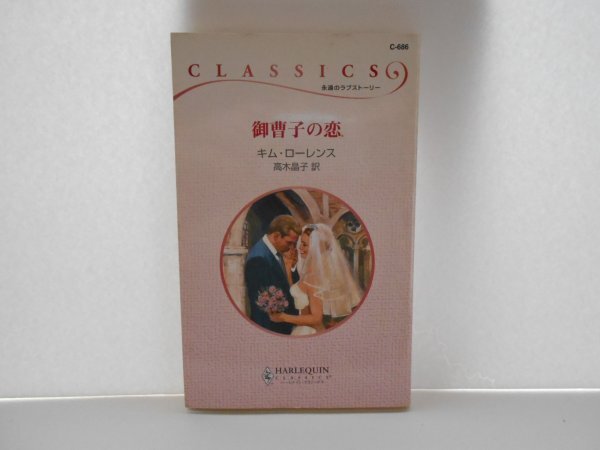 C-686
CLASSICS
永遠のラブストーリー
御曹子の恋
キム・ローレンス
高木晶子 訳
HARLEQUIN
CLASSICS®